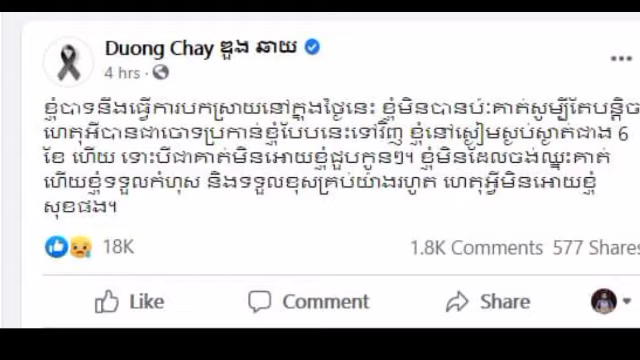 Duong Chay ឌួង ឆាយ
4 hrs ·
ខ្ញុំបាទនឹងធ្វើការបកស្រាយនៅក្នុងថ្ងៃនេះ ខ្ញុំមិនបានប៉ះគាត់សូម្បីតែបន្តិច
ហេតុអីបានជាចោទប្រកាន់ខ្ញុំបែបនេះទៅវិញ ខ្ញុំនៅស្ងៀមស្ងប់ស្ងាត់ជាង 6
ខែ ហើយ ទោះបីជាគាត់មិនអោយខ្ញុំជួបកូនៗ។ ខ្ញុំមិនដែលចង់ឈ្នះគាត់
ហើយខ្ញុំទទួលកំហុស និងទទួលខុសគ្រប់យ៉ាងរហូត ហេតុអ្វីមិនអោយខ្ញុំ
សុខផង។
18K
1.8K Comments 577 Shares
Like Comment Share